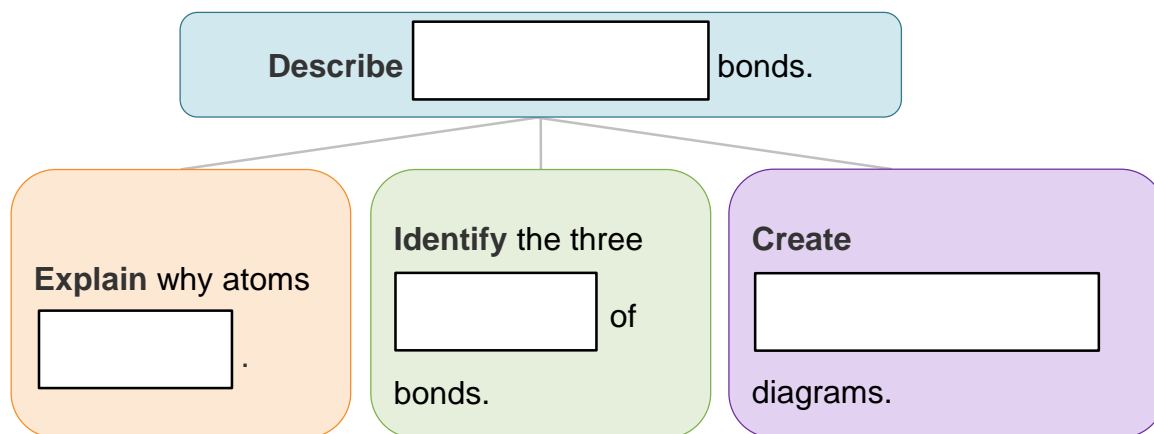 Describe bonds.
Explain why atoms
.
Identify the three
of
bonds.
Create
diagrams.